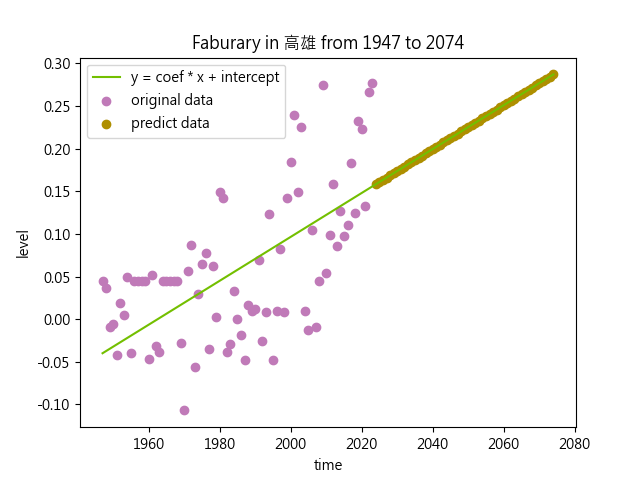 Faburary in 高雄 from 1947 to 2074
0.30
0.25
0.20
0.15
0.10
0.05
0.00
-0.05
-0.10
level
y = coef * x + intercept
original data
predict data
1960 1980 2000 2020 2040 2060 2080
time